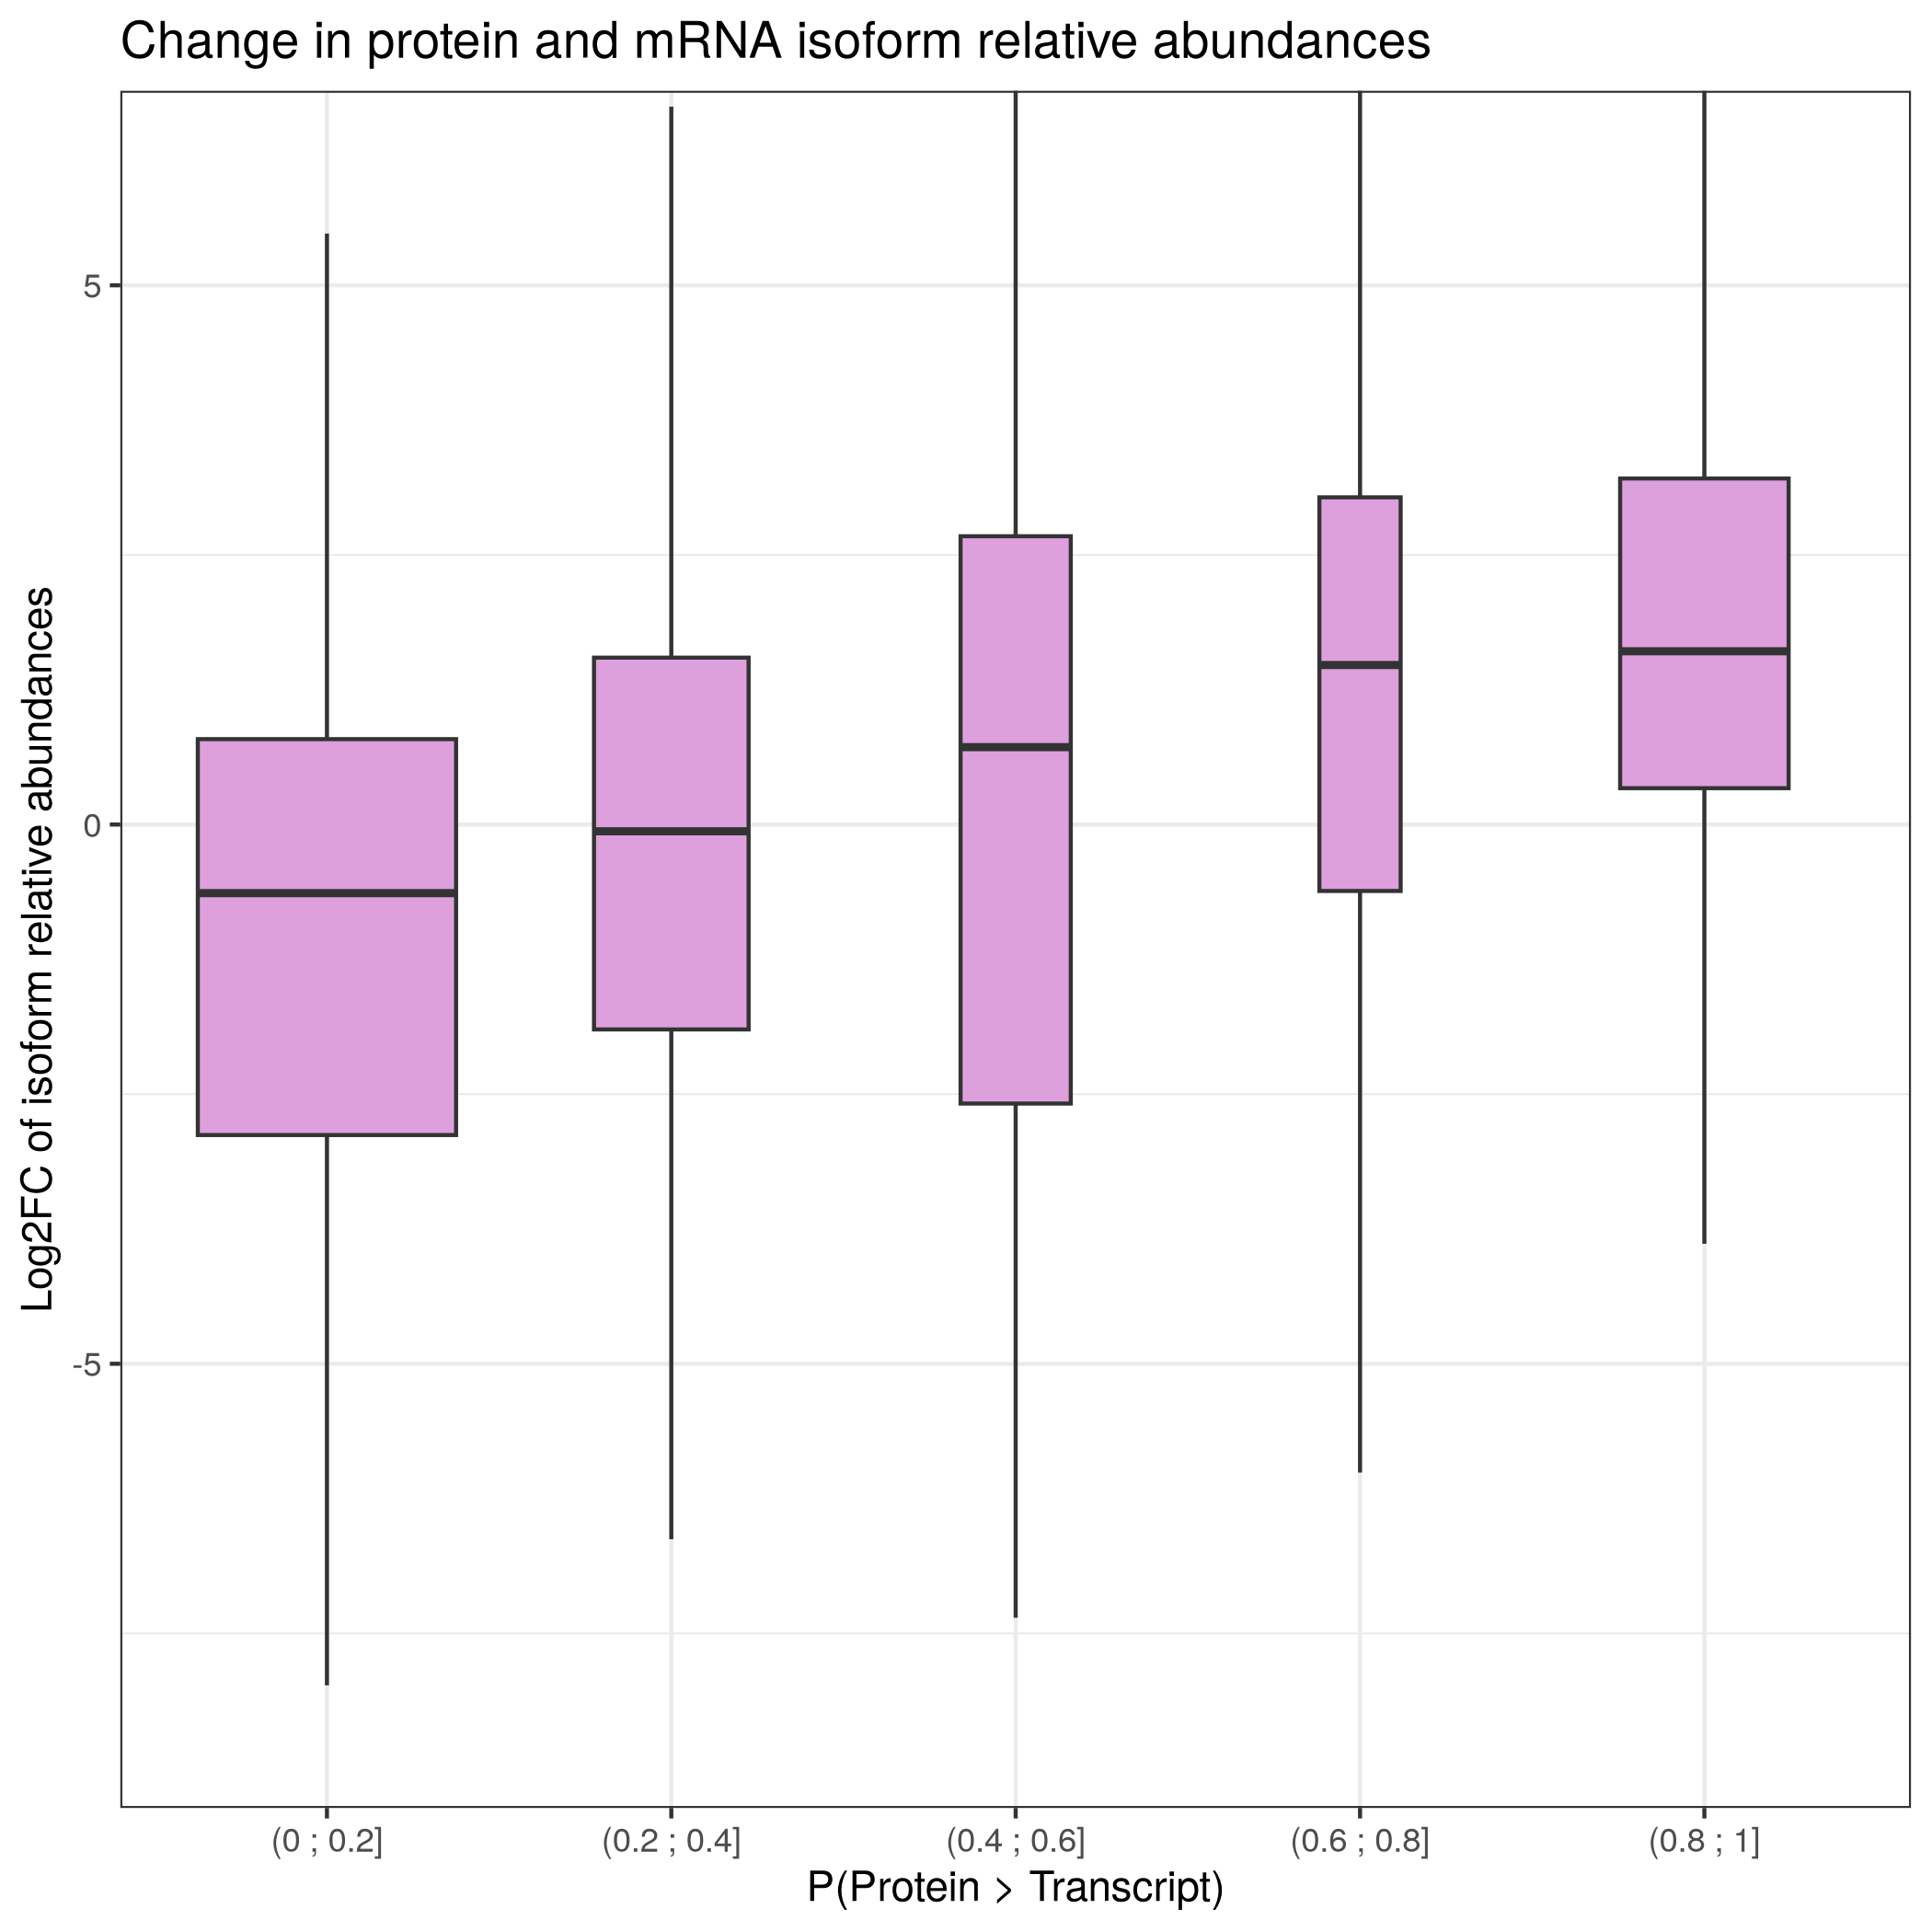 Change in protein and mRNA isoform relative abundances
Log2FC of isoform relative abundances
5
0
-5
(0 ; 0.2]
(0.2 ; 0.4]
(0.4 ; 0.6]
(0.6 ; 0.8]
(0.8 ; 1]
P(Protein > Transcript)